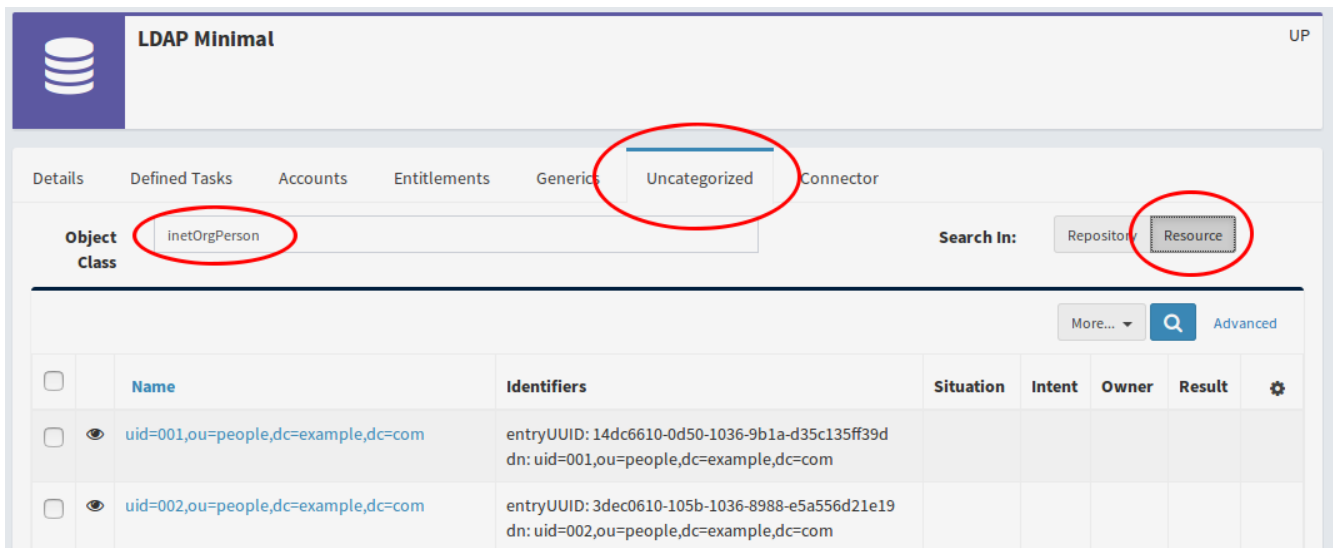 LDAP Minimal
UP
Details Defined Tasks Accounts Entitlements Generics Uncategorized Connector
Object Class
inetOrgPerson
Search In: Repository Resource
More... Advanced
Name Identifiers Situation Intent Owner Result
uid=001,ou=people,dc=example,dc=com
entryUUID: 14dc6610-0d50-1036-9b1a-d35c135ff39d
dn: uid=001,ou=people,dc=example,dc=com
uid=002,ou=people,dc=example,dc=com
entryUUID: 3dec0610-105b-1036-8988-e5a556d21e19
dn: uid=002,ou=people,dc=example,dc=com